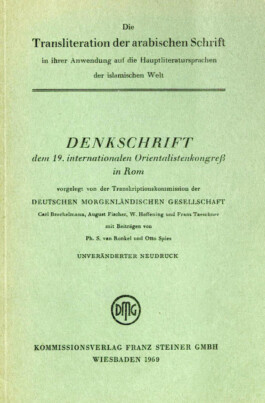 Die
Transliteration der arabischen Schrift
in ihrer Anwendung auf die Hauptliteratursprachen
der islamischen Welt
DENKSCHRIFT
dem 19. internationalen Orientalistenkongreß
in Rom
vorgelegt von der Transkriptionskommission der
DEUTSCHEN MORGENLÄNDISCHEN GESELLSCHAFT
Carl Brockelmann, August Fischer, W. Heffening und Franz Taeschner
mit Beiträgen von
Ph. S. van Ronkel und Otto Spies
UNVERÄNDERTER NEUDRUCK
DMG
KOMMISSIONSVERLAG FRANZ STEINER GMBH
WIESBADEN 1969